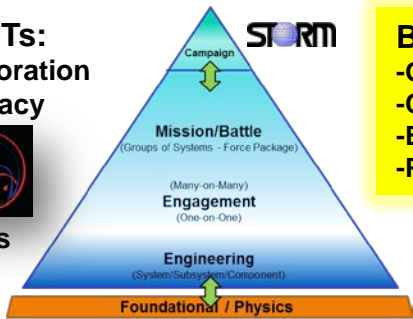 Ts:
oration
acy
s
STORM
Campaign
Mission/Battle
(Groups of Systems - Force Package)
(Many-on-Many)
Engagement
(One-on-One)
Engineering
(System/Subsystem/Component)
Foundational / Physics
B
-C
-C
-E